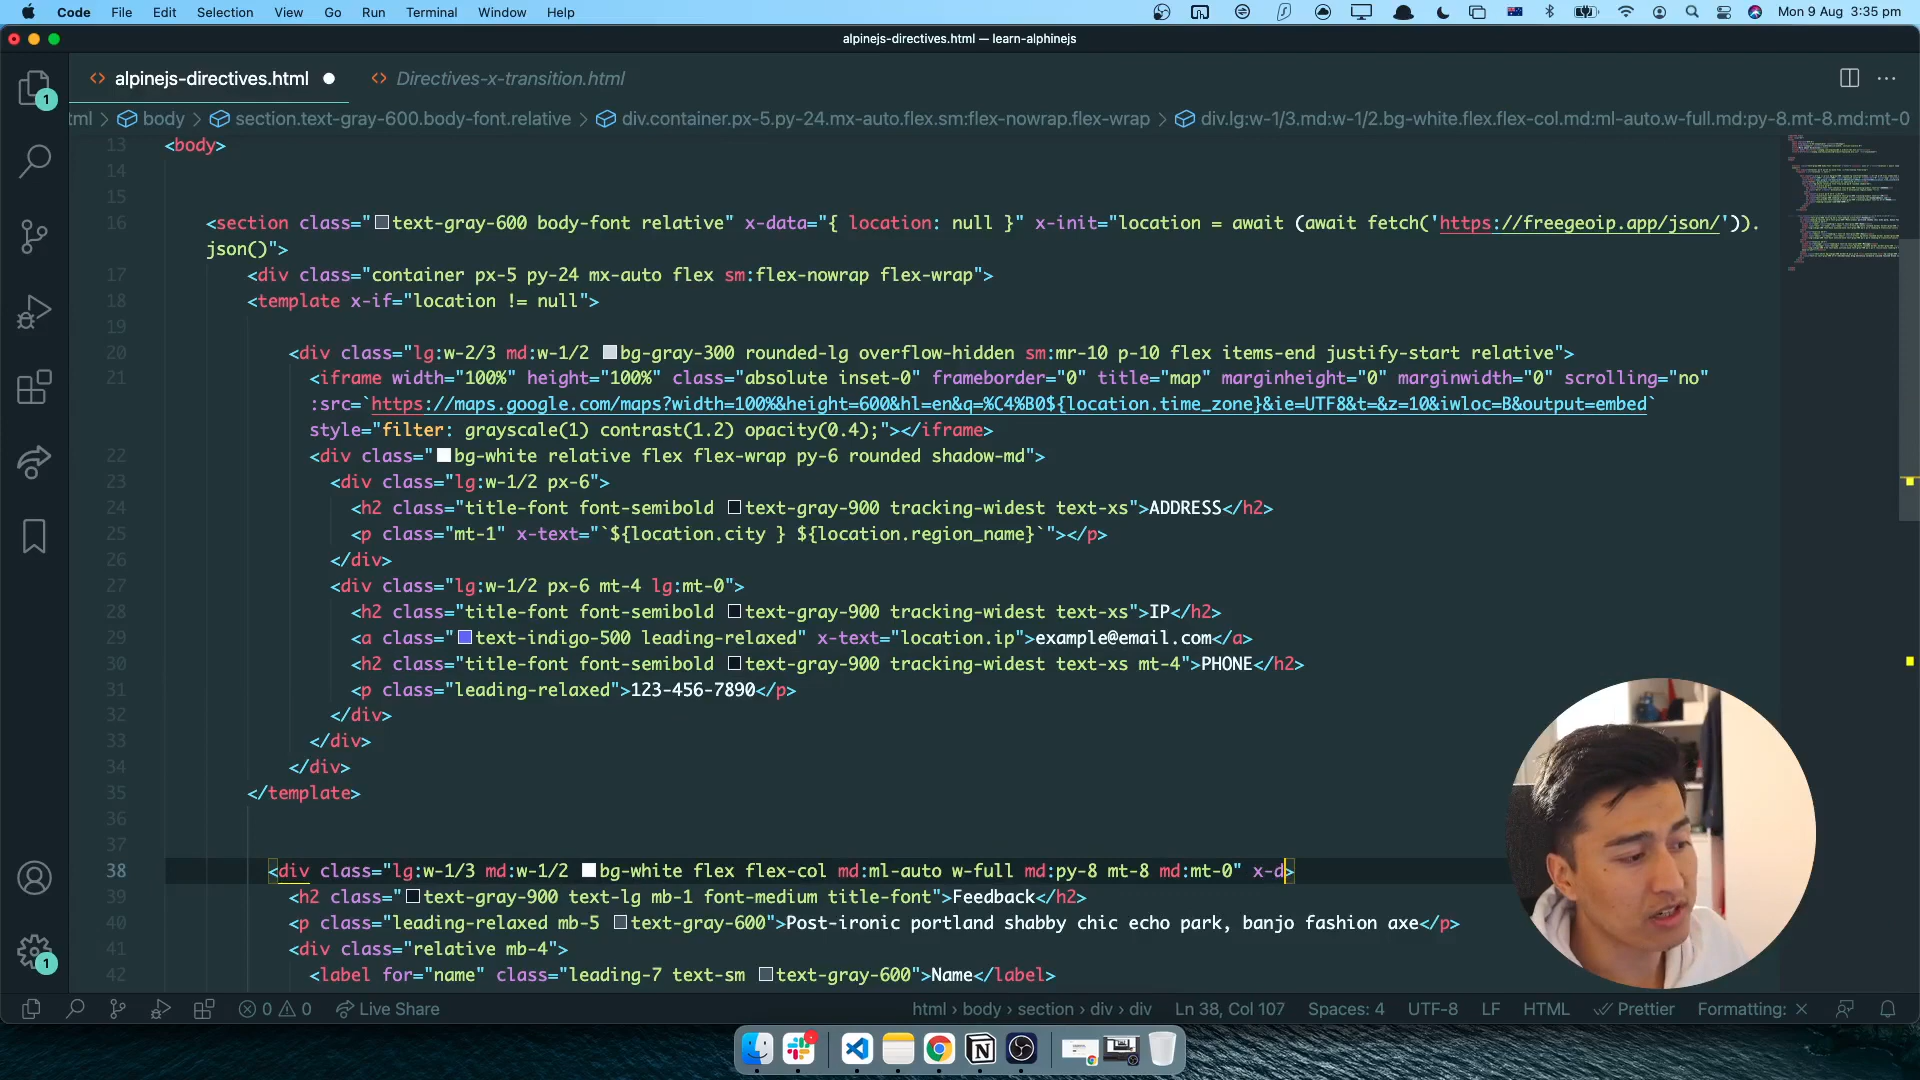 Code File Edit Selection View Go Run Terminal Window Help Mon 9 Aug 3:35 pm
alpinejs-directives.html — learn-alphinejs
alpinejs-directives.html Directives-x-transition.html
tml > body > section.text-gray-600.body-font.relative > div.container.px-5.py-24.mx-auto.flex.sm:flex-nowrap.flex-wrap > div.lg:w-1/3.md:w-1/2.bg-white.flex.flex-col.md:ml-auto.w-full.md:py-8.mt-8.md:mt-0
13 <body>
14
15
16 <section class="text-gray-600 body-font relative" x-data="{ location: null }" x-init="location = await (await fetch('https://freegeoip.app/json/')).
json()">
17 <div class="container px-5 py-24 mx-auto flex sm:flex-nowrap flex-wrap">
18 <template x-if="location != null">
19
20 <div class="lg:w-2/3 md:w-1/2 bg-gray-300 rounded-lg overflow-hidden sm:mr-10 p-10 flex items-end justify-start relative">
21 <iframe width="100%" height="100%" class="absolute inset-0" frameborder="0" title="map" marginheight="0" marginwidth="0" scrolling="no"
:src=`https://maps.google.com/maps?width=100%&height=600&hl=en&q=%C4%B0${location.time_zone}&ie=UTF8&t=&z=10&iwloc=B&output=embed`
style="filter: grayscale(1) contrast(1.2) opacity(0.4);"></iframe>
22 <div class="bg-white relative flex flex-wrap py-6 rounded shadow-md">
23 <div class="lg:w-1/2 px-6">
24 <h2 class="title-font font-semibold text-gray-900 tracking-widest text-xs">ADDRESS</h2>
25 <p class="mt-1" x-text="`${location.city } ${location.region_name}`"></p>
26 </div>
27 <div class="lg:w-1/2 px-6 mt-4 lg:mt-0">
28 <h2 class="title-font font-semibold text-gray-900 tracking-widest text-xs">IP</h2>
29 <a class="text-indigo-500 leading-relaxed" x-text="location.ip">example@email.com</a>
30 <h2 class="title-font font-semibold text-gray-900 tracking-widest text-xs mt-4">PHONE</h2>
31 <p class="leading-relaxed">123-456-7890</p>
32 </div>
33 </div>
34 </div>
35 </template>
36
37
38 <div class="lg:w-1/3 md:w-1/2 bg-white flex flex-col md:ml-auto w-full md:py-8 mt-8 md:mt-0" x-d>
39 <h2 class="text-gray-900 text-lg mb-1 font-medium title-font">Feedback</h2>
40 <p class="leading-relaxed mb-5 text-gray-600">Post-ironic portland shabby chic echo park, banjo fashion axe</p>
41 <div class="relative mb-4">
42 <label for="name" class="leading-7 text-sm text-gray-600">Name</label>
1
1
0 0 Live Share html > body > section > div > div Ln 38, Col 107 Spaces: 4 UTF-8 LF HTML Prettier Formatting: ×